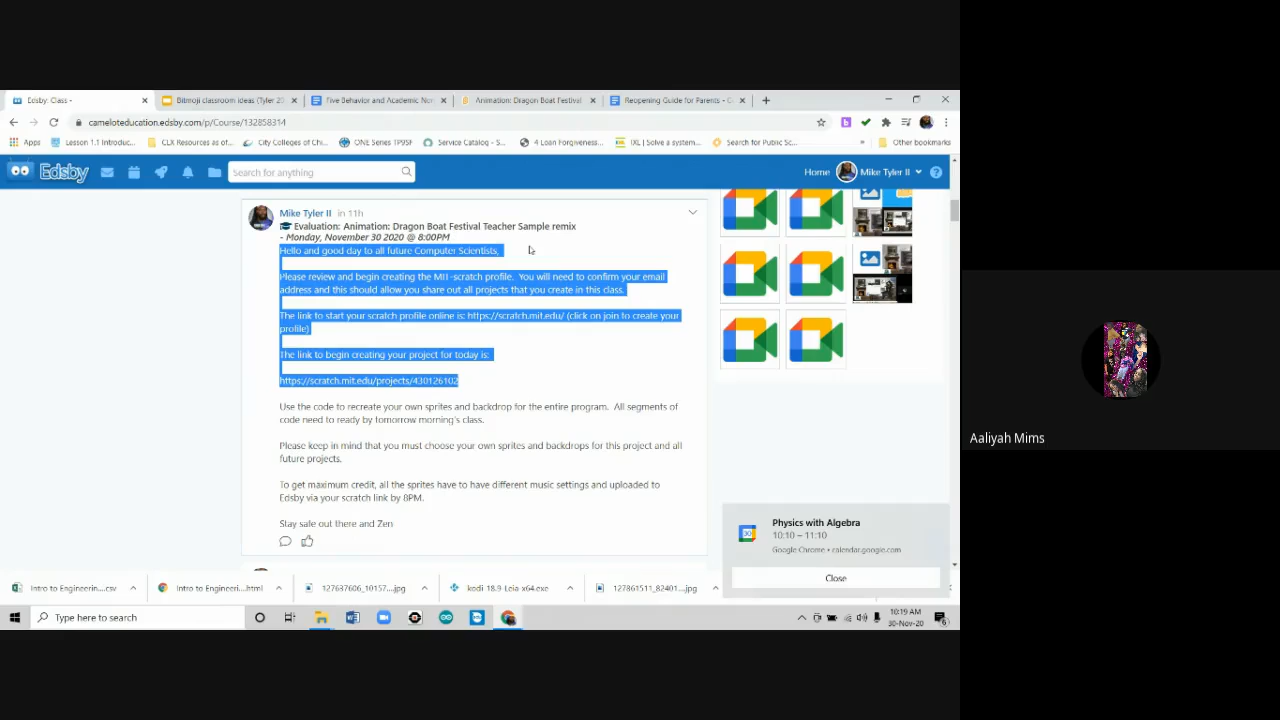 Edsby: Class -
Bitmoji classroom ideas (Tyler 20
Five Behavior and Academic Nor
Animation: Dragon Boat Festival
Reopening Guide for Parents - G
cameloteducation.edsby.com/p/Course/132858314
Apps
Lesson 1.1 Introduc...
CLX Resources as of...
City Colleges of Chi...
ONE Series TP95F
Service Catalog - S...
4 Loan Forgiveness...
IXL | Solve a system...
Search for Public Sc...
»
Other bookmarks
Edsby
Search for anything
Home
Mike Tyler II
Mike Tyler II in 11h
Evaluation: Animation: Dragon Boat Festival Teacher Sample remix
- Monday, November 30 2020 @ 8:00PM
Hello and good day to all future Computer Scientists,
Please review and begin creating the MIT-scratch profile. You will need to confirm your email
address and this should allow you share out all projects that you create in this class.
The link to start your scratch profile online is: https://scratch.mit.edu/ (click on join to create your
profile)
The link to begin creating your project for today is:
https://scratch.mit.edu/projects/430126102
Use the code to recreate your own sprites and backdrop for the entire program. All segments of
code need to ready by tomorrow morning's class.
Please keep in mind that you must choose your own sprites and backdrops for this project and all
future projects.
To get maximum credit, all the sprites have to have different music settings and uploaded to
Edsby via your scratch link by 8PM.
Stay safe out there and Zen
Physics with Algebra
10:10 – 11:10
Google Chrome • calendar.google.com
Close
Aaliyah Mims
Intro to Engineerin....csv
Intro to Engineeri....html
127637606_10157....jpg
kodi 18.9-Leia-x64.exe
127861511_82401....jpg
Type here to search
10:19 AM
30-Nov-20